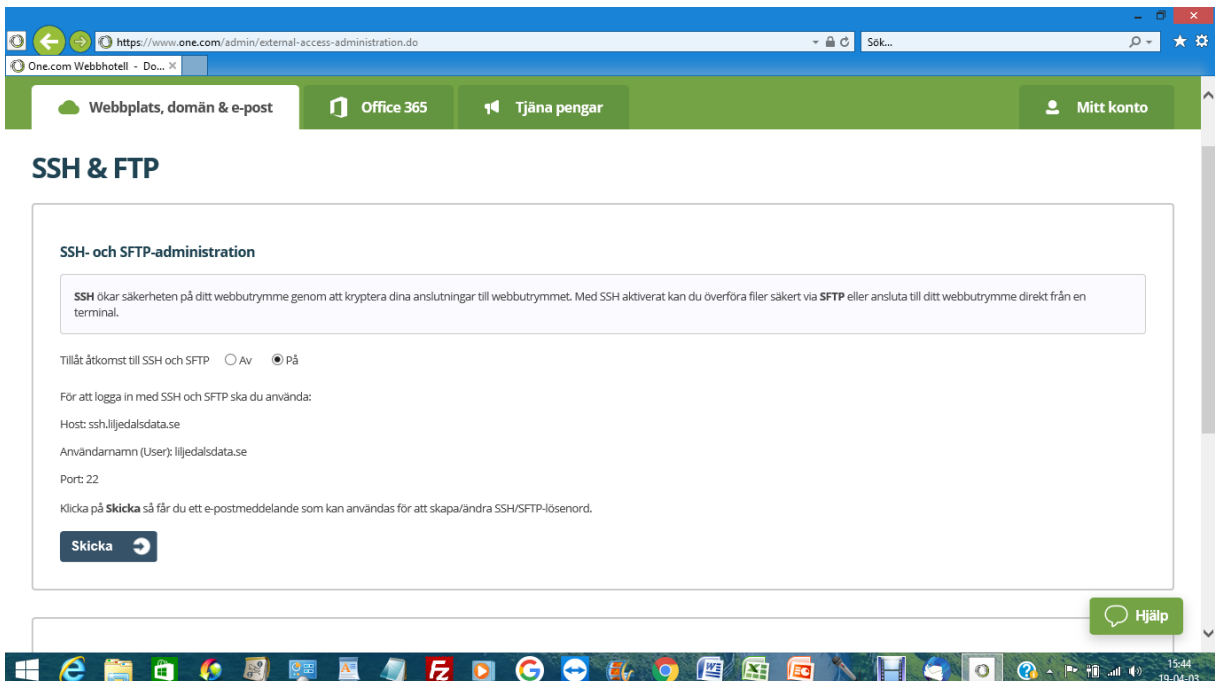 https://www.one.com/admin/external-access-administration.do
Sök...
One.com Webbhotell - Do...
Webbplats, domän & e-post
Office 365
Tjäna pengar
Mitt konto
SSH & FTP
SSH- och SFTP-administration
SSH ökar säkerheten på ditt webbutrymme genom att kryptera dina anslutningar till webbutrymmet. Med SSH aktiverat kan du överföra filer säkert via SFTP eller ansluta till ditt webbutrymme direkt från en
terminal.
Tillåt åtkomst till SSH och SFTP Av På
För att logga in med SSH och SFTP ska du använda:
Host: ssh.liljedalsdata.se
Användarnamn (User): liljedalsdata.se
Port: 22
Klicka på Skicka så får du ett e-postmeddelande som kan användas för att skapa/ändra SSH/SFTP-lösenord.
Skicka
Hjälp
15:44
19-04-03